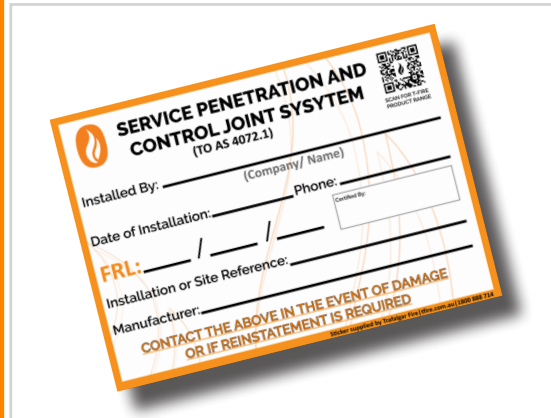 SERVICE PENETRATION AND
CONTROL JOINT SYSYTEM
(TO AS 4072.1)
SCAN FOR T-FIRE
PRODUCT RANGE
Installed By:
(Company/ Name)
Date of Installation:
Phone:
Certified By:
FRL: / /
Installation or Site Reference:
Manufacturer:
CONTACT THE ABOVE IN THE EVENT OF DAMAGE
OR IF REINSTATEMENT IS REQUIRED
Sticker supplied by Trafalgar Fire | tfire.com.au | 1800 888 714